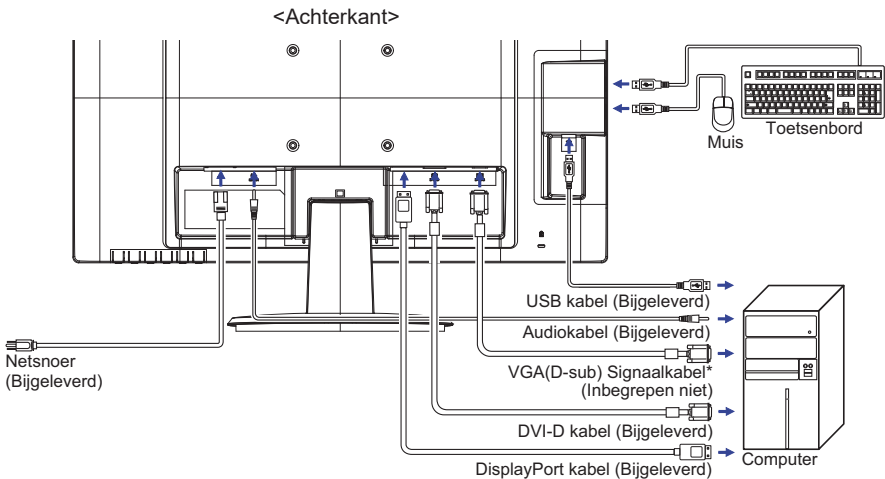 <Achterkant>
Muis
Toetsenbord
USB kabel (Bijgeleverd)
Audiokabel (Bijgeleverd)
Netsnoer
(Bijgeleverd)
VGA(D-sub) Signaalkabel*
(Inbegrepen niet)
DVI-D kabel (Bijgeleverd)
Computer
DisplayPort kabel (Bijgeleverd)